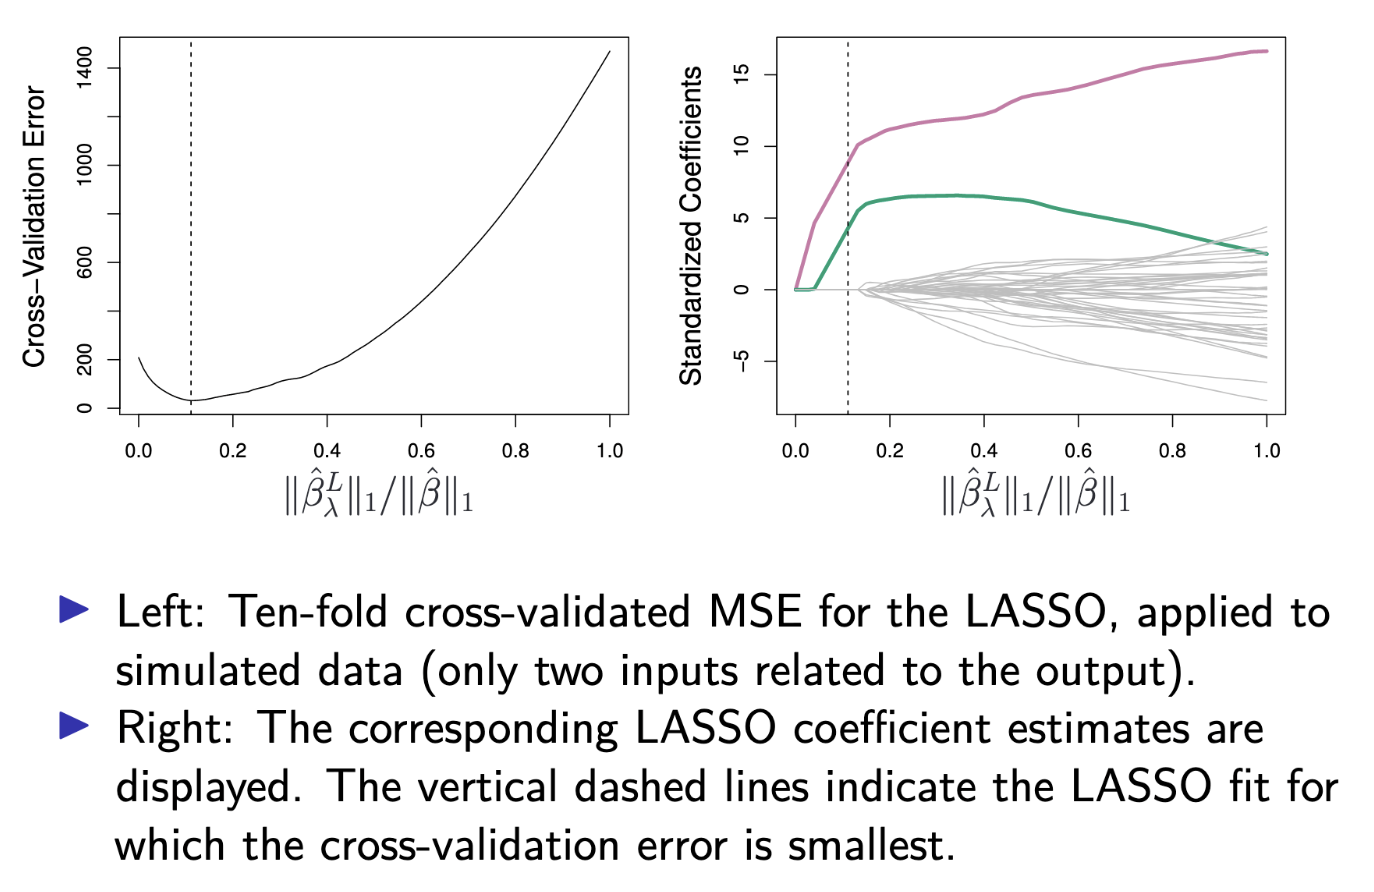 Cross−Validation Error
0 200 600 1000 1400
0.0 0.2 0.4 0.6 0.8 1.0
‖β̂ᴸ_λ‖₁/‖β̂‖₁
Standardized Coefficients
−5 0 5 10 15
0.0 0.2 0.4 0.6 0.8 1.0
‖β̂ᴸ_λ‖₁/‖β̂‖₁
▶ Left: Ten-fold cross-validated MSE for the LASSO, applied to
simulated data (only two inputs related to the output).
▶ Right: The corresponding LASSO coefficient estimates are
displayed. The vertical dashed lines indicate the LASSO fit for
which the cross-validation error is smallest.